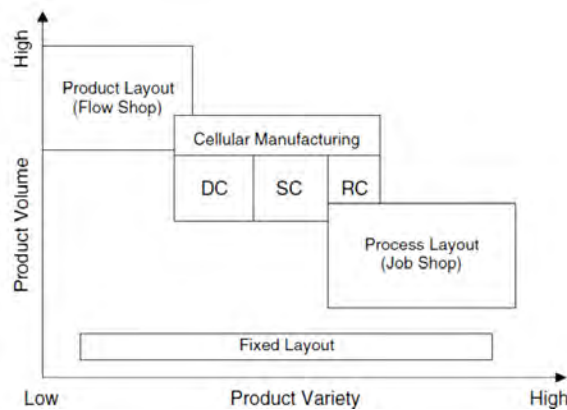 High
Product Layout
(Flow Shop)
Cellular Manufacturing
DC
SC
RC
Product Volume
Process Layout
(Job Shop)
Fixed Layout
Low
Product Variety
High